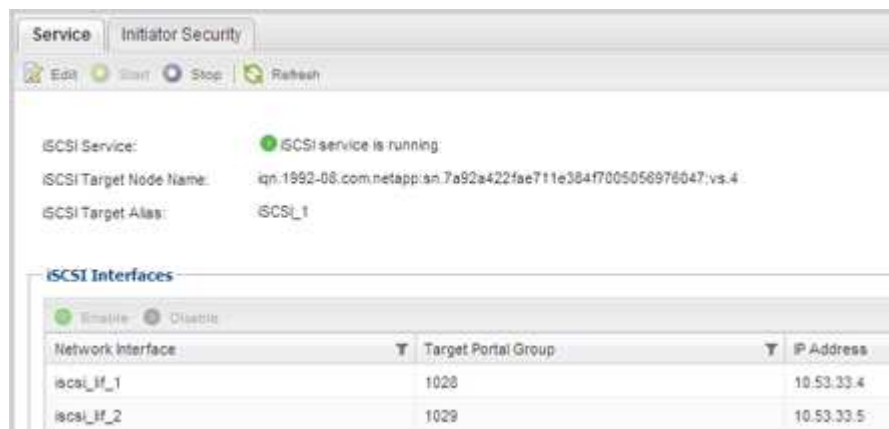 Service Initiator Security
Edit Start Stop Refresh
iSCSI Service: iSCSI service is running
iSCSI Target Node Name: iqn.1992-08.com.netapp:sn.7a92a422fae711e384f7005056976047:vs.4
iSCSI Target Alias: iSCSI_1
iSCSI Interfaces
Enable Disable
Network Interface Target Portal Group IP Address
iscsi_lif_1 1028 10.53.33.4
iscsi_lif_2 1029 10.53.33.5